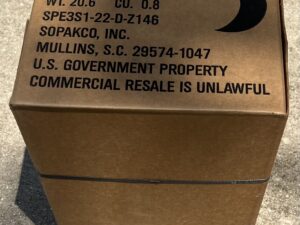 WT. 20.6 CU. 0.8
SPE3S1-22-D-Z146
SOPAKCO, INC.
MULLINS, S.C. 29574-1047
U.S. GOVERNMENT PROPERTY
COMMERCIAL RESALE IS UNLAWFUL